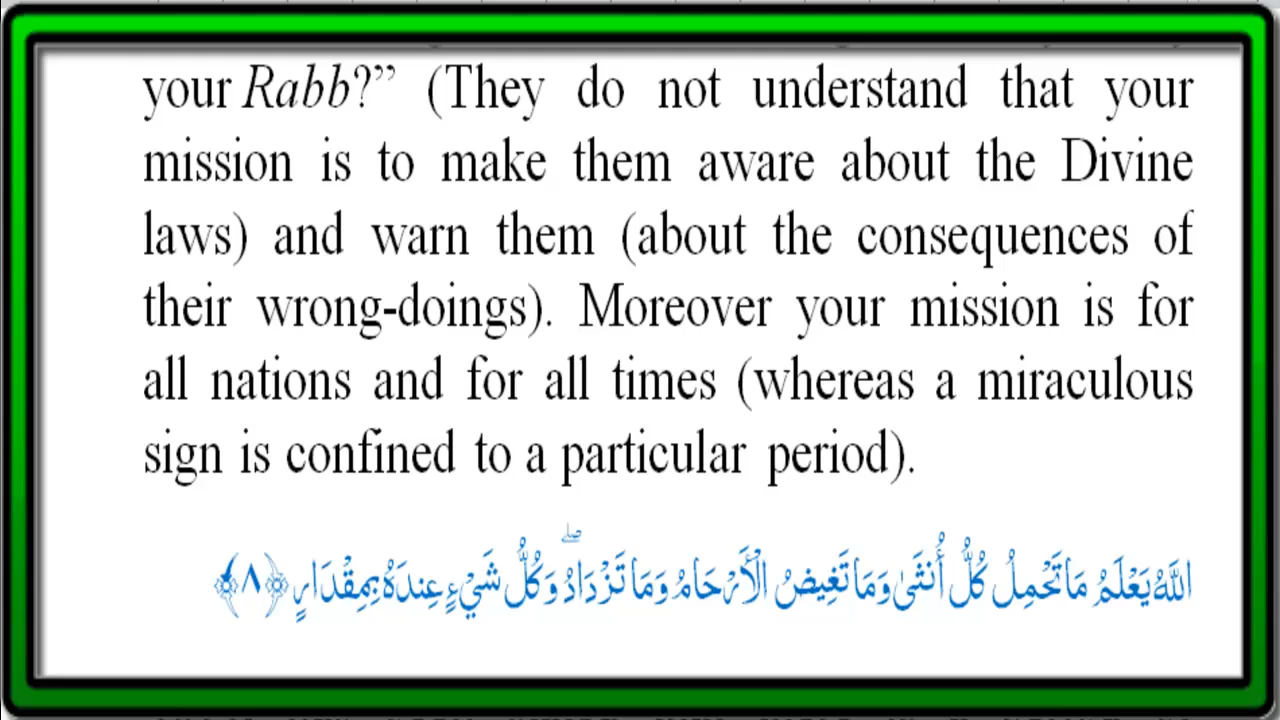 your Rabb?” (They do not understand that your
mission is to make them aware about the Divine
laws) and warn them (about the consequences of
their wrong-doings). Moreover your mission is for
all nations and for all times (whereas a miraculous
sign is confined to a particular period).
اللَّهُ يَعْلَمُ مَا تَحْمِلُ كُلُّ أُنثَىٰ وَمَا تَغِيضُ الْأَرْحَامُ وَمَا تَزْدَادُ ۖ وَكُلُّ شَيْءٍ عِندَهُ بِمِقْدَارٍ ﴿٨﴾